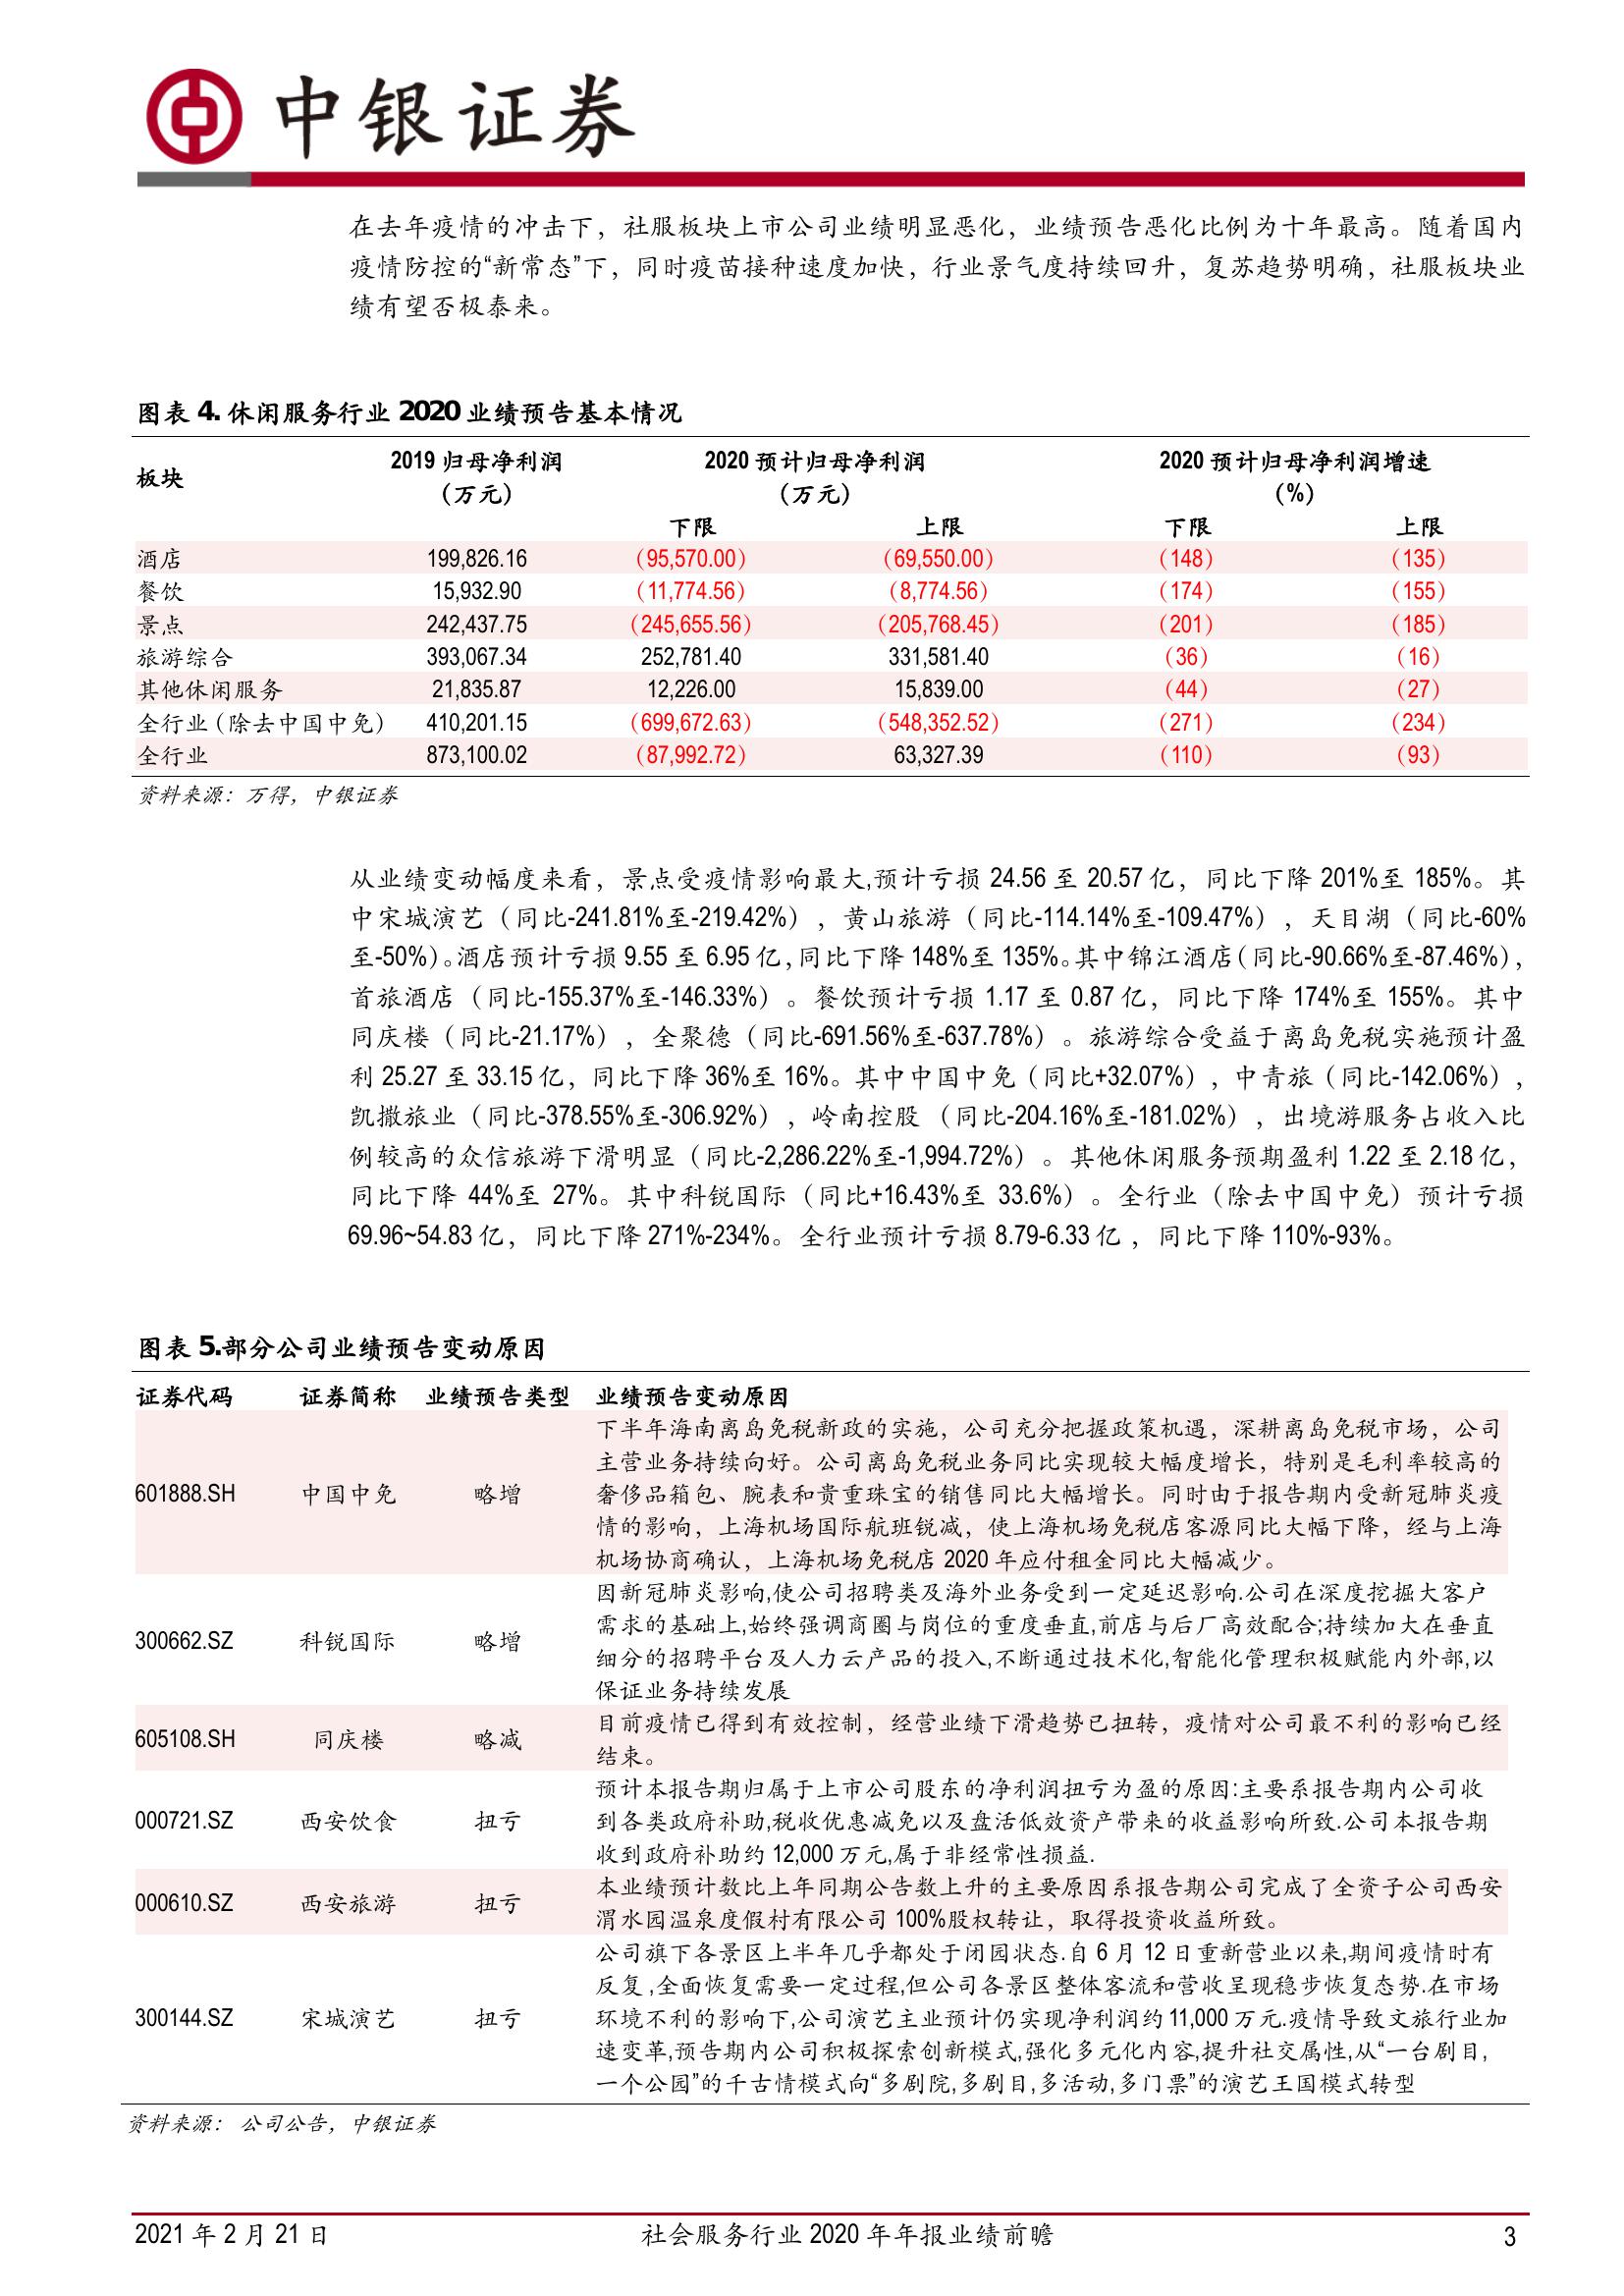 中银证券
在去年疫情的冲击下，社服板块上市公司业绩明显恶化，业绩预告恶化比例为十年最高。随着国内
疫情防控的“新常态”下，同时疫苗接种速度加快，行业景气度持续回升，复苏趋势明确，社服板块业
绩有望否极泰来。
图表 4. 休闲服务行业 2020 业绩预告基本情况
板块 2019 归母净利润 2020 预计归母净利润 2020 预计归母净利润增速
（万元） （万元） （%）
下限 上限 下限 上限
酒店 199,826.16 （95,570.00） （69,550.00） （148） （135）
餐饮 15,932.90 （11,774.56） （8,774.56） （174） （155）
景点 242,437.75 （245,655.56） （205,768.45） （201） （185）
旅游综合 393,067.34 252,781.40 331,581.40 （36） （16）
其他休闲服务 21,835.87 12,226.00 15,839.00 （44） （27）
全行业（除去中国中免） 410,201.15 （699,672.63） （548,352.52） （271） （234）
全行业 873,100.02 （87,992.72） 63,327.39 （110） （93）
资料来源：万得，中银证券
从业绩变动幅度来看，景点受疫情影响最大,预计亏损 24.56 至 20.57 亿，同比下降 201%至 185%。其
中宋城演艺（同比-241.81%至-219.42%），黄山旅游（同比-114.14%至-109.47%），天目湖（同比-60%
至-50%）。酒店预计亏损 9.55 至 6.95 亿，同比下降 148%至 135%。其中锦江酒店（同比-90.66%至-87.46%），
首旅酒店（同比-155.37%至-146.33%）。餐饮预计亏损 1.17 至 0.87 亿，同比下降 174%至 155%。其中
同庆楼（同比-21.17%），全聚德（同比-691.56%至-637.78%）。旅游综合受益于离岛免税实施预计盈
利 25.27 至 33.15 亿，同比下降 36%至 16%。其中中国中免（同比+32.07%），中青旅（同比-142.06%），
凯撒旅业（同比-378.55%至-306.92%），岭南控股（同比-204.16%至-181.02%），出境游服务占收入比
例较高的众信旅游下滑明显（同比-2,286.22%至-1,994.72%）。其他休闲服务预期盈利 1.22 至 2.18 亿，
同比下降 44%至 27%。其中科锐国际（同比+16.43%至 33.6%）。全行业（除去中国中免）预计亏损
69.96~54.83 亿，同比下降 271%-234%。全行业预计亏损 8.79-6.33 亿，同比下降 110%-93%。
图表 5.部分公司业绩预告变动原因
证券代码 证券简称 业绩预告类型 业绩预告变动原因
下半年海南离岛免税新政的实施，公司充分把握政策机遇，深耕离岛免税市场，公司
主营业务持续向好。公司离岛免税业务同比实现较大幅度增长，特别是毛利率较高的
601888.SH 中国中免 略增 奢侈品箱包、腕表和贵重珠宝的销售同比大幅增长。同时由于报告期内受新冠肺炎疫
情的影响，上海机场国际航班锐减，使上海机场免税店客源同比大幅下降，经与上海
机场协商确认，上海机场免税店 2020 年应付租金同比大幅减少。
因新冠肺炎影响,使公司招聘类及海外业务受到一定延迟影响.公司在深度挖掘大客户
300662.SZ 科锐国际 略增 需求的基础上,始终强调商圈与岗位的重度垂直,前店与后厂高效配合;持续加大在垂直
细分的招聘平台及人力云产品的投入,不断通过技术化,智能化管理积极赋能内外部,以
保证业务持续发展
605108.SH 同庆楼 略减 目前疫情已得到有效控制，经营业绩下滑趋势已扭转，疫情对公司最不利的影响已经
结束。
预计本报告期归属于上市公司股东的净利润扭亏为盈的原因:主要系报告期内公司收
000721.SZ 西安饮食 扭亏 到各类政府补助,税收优惠减免以及盘活低效资产带来的收益影响所致.公司本报告期
收到政府补助约 12,000 万元,属于非经常性损益.
000610.SZ 西安旅游 扭亏 本业绩预计数比上年同期公告数上升的主要原因系报告期公司完成了全资子公司西安
渭水园温泉度假村有限公司 100%股权转让，取得投资收益所致。
公司旗下各景区上半年几乎都处于闭园状态.自 6 月 12 日重新营业以来,期间疫情时有
反复,全面恢复需要一定过程,但公司各景区整体客流和营收呈现稳步恢复态势.在市场
300144.SZ 宋城演艺 扭亏 环境不利的影响下,公司演艺主业预计仍实现净利润约 11,000 万元.疫情导致文旅行业加
速变革,预告期内公司积极探索创新模式,强化多元化内容,提升社交属性,从“一台剧目,
一个公园”的千古情模式向“多剧院,多剧目,多活动,多门票”的演艺王国模式转型
资料来源： 公司公告，中银证券
2021 年 2 月 21 日 社会服务行业 2020 年年报业绩前瞻 3